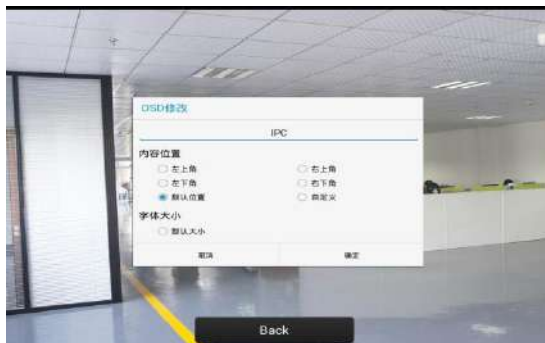 OSD修改
IPC
内容位置
左上角 右上角
左下角 右下角
默认位置 自定义
字体大小
默认大小
取消 确定
Back